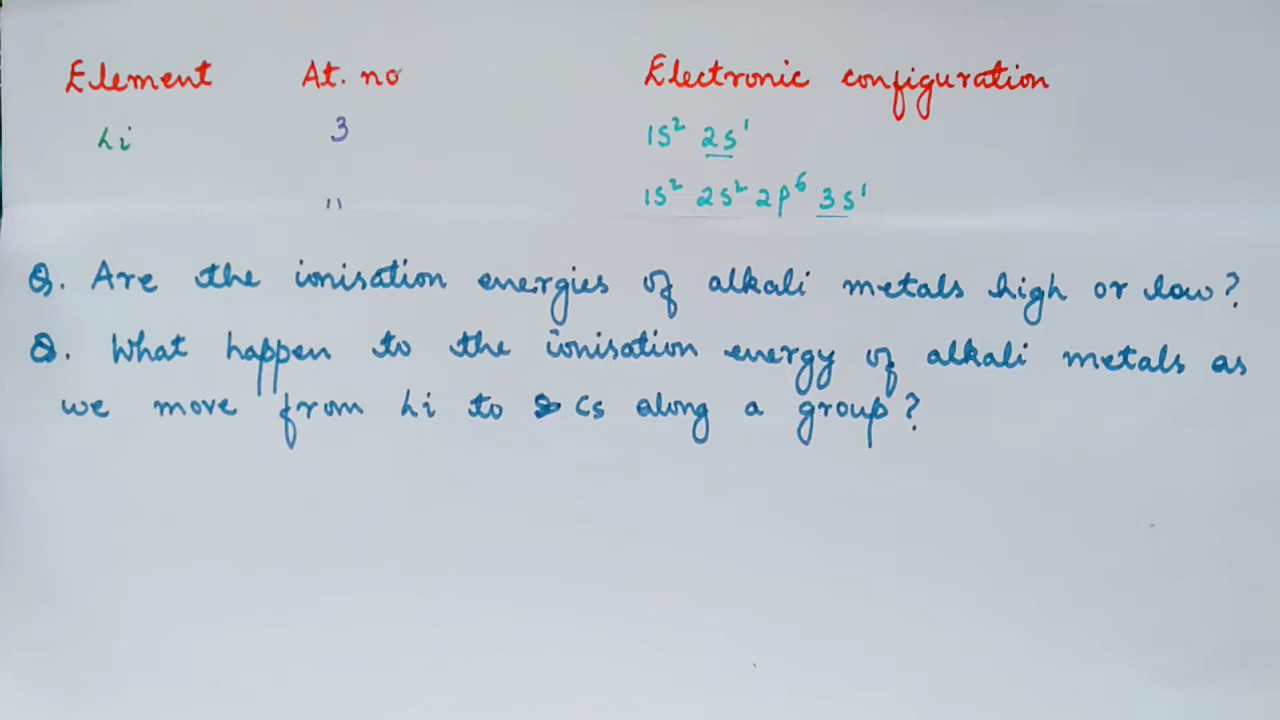 Element At. no Electronic configuration
Li 3 1s² 2s¹
11 1s² 2s² 2p⁶ 3s¹
Q. Are the ionisation energies of alkali metals high or low?
Q. What happen to the ionisation energy of alkali metals as
we move from Li to Cs along a group?